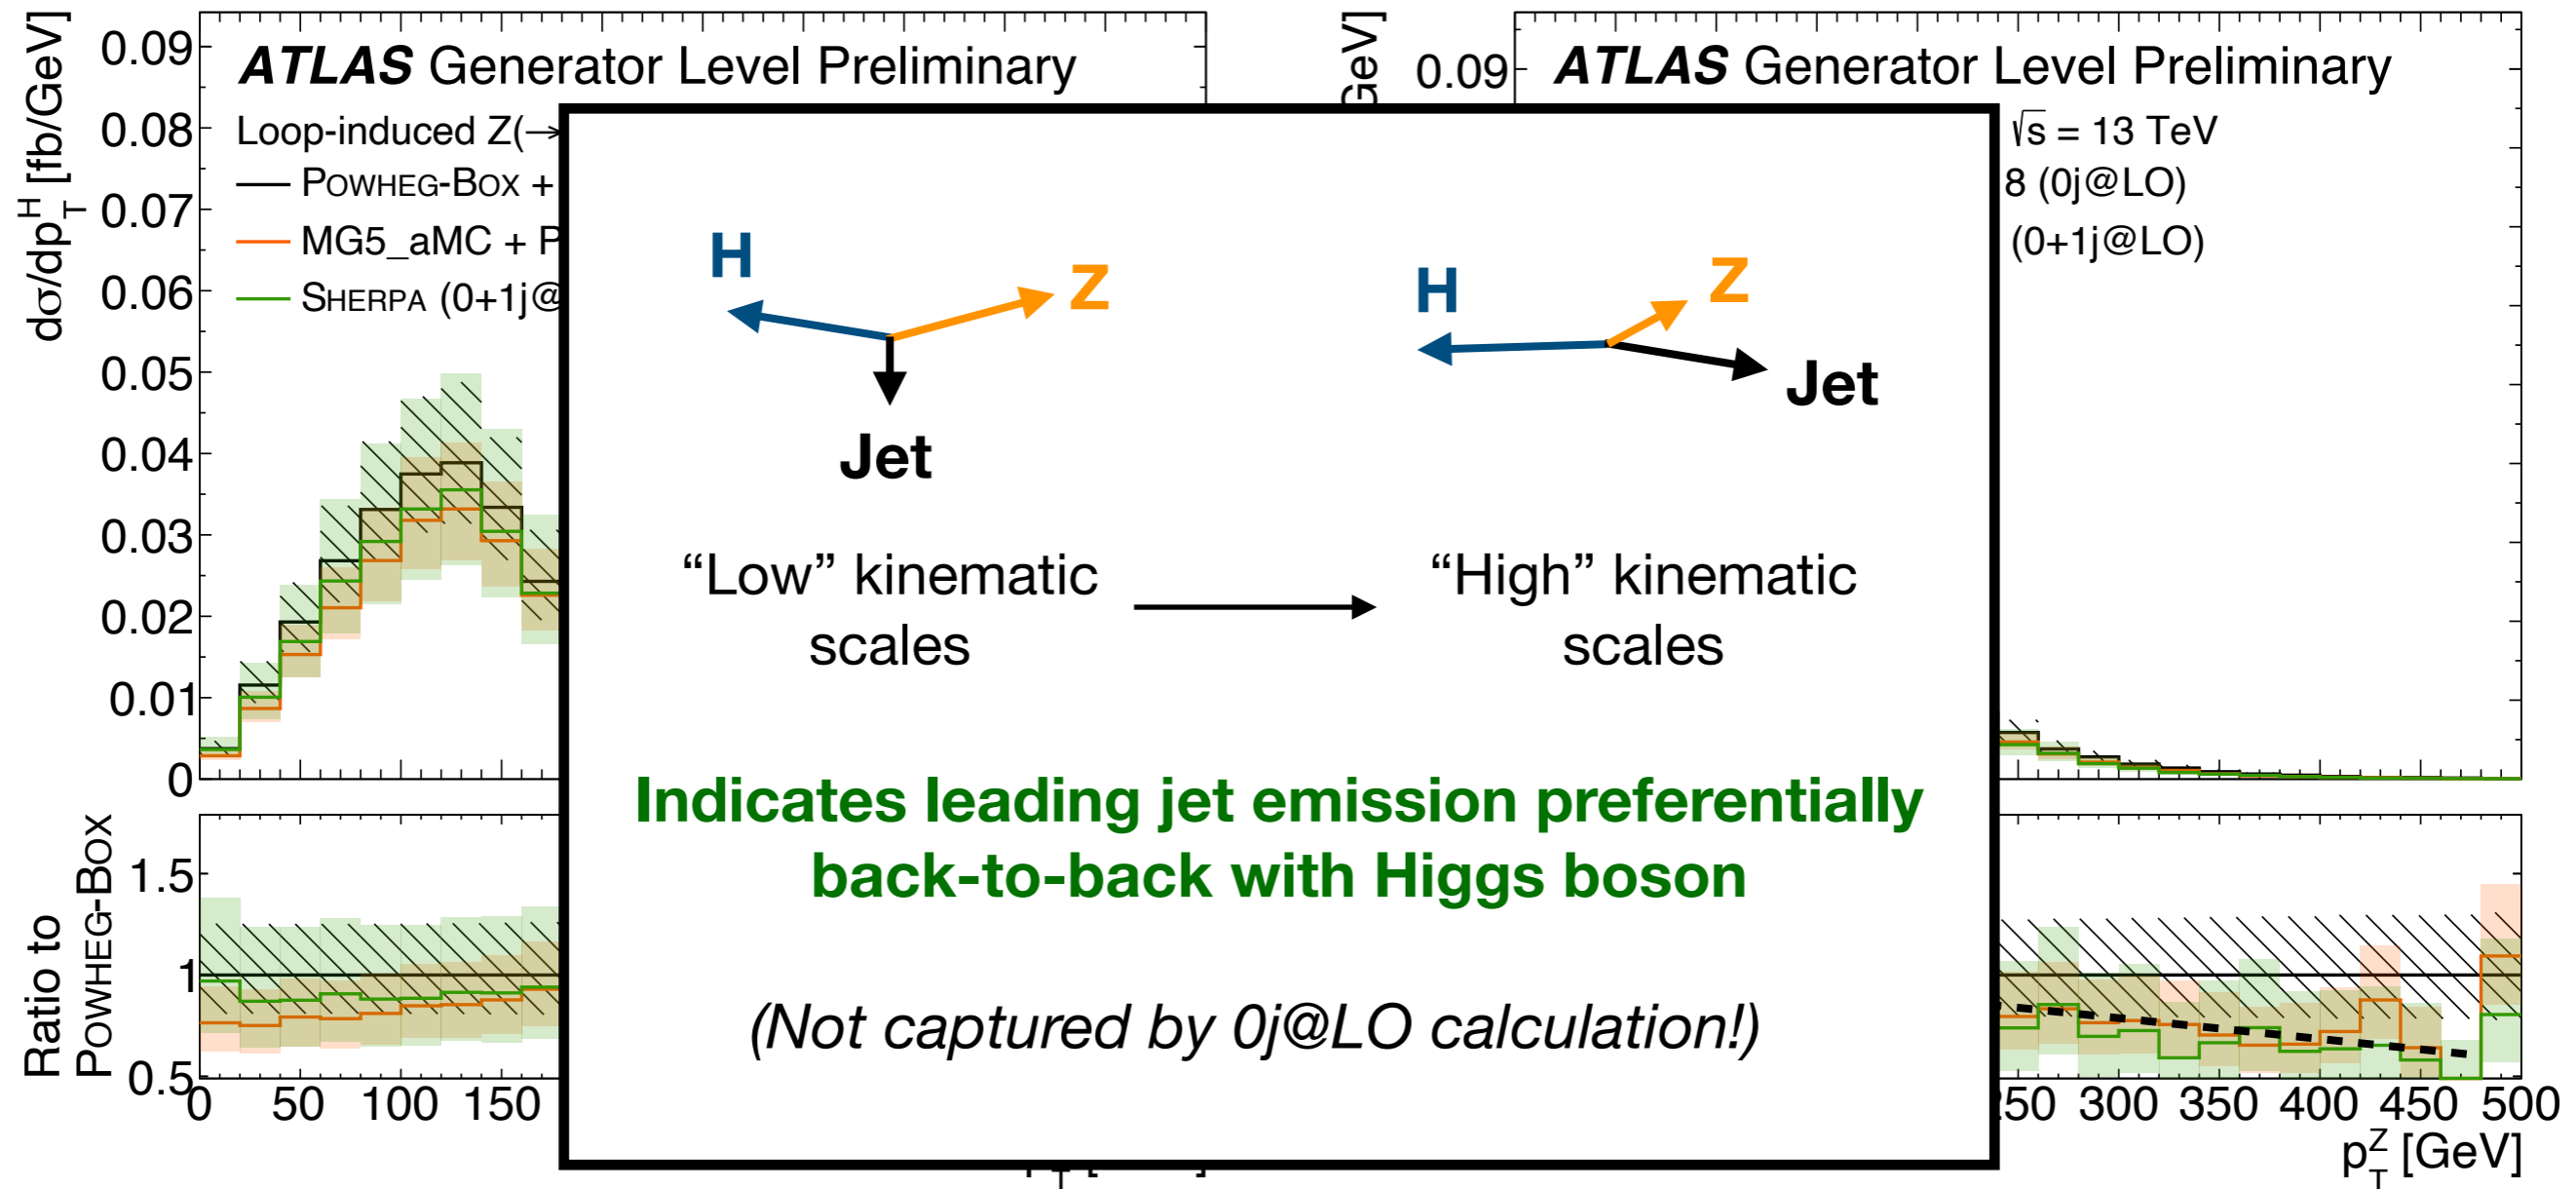 ATLAS Generator Level Preliminary
Loop-induced Z(→
POWHEG-BOX +
MG5_aMC + P
SHERPA (0+1j@
dσ/dp_T^H [fb/GeV]
0.09
0.08
0.07
0.06
0.05
0.04
0.03
0.02
0.01
0
Ratio to
POWHEG-BOX
1.5
1
0.5
0 50 100 150
H
Z
Jet
“Low” kinematic
scales
H
Z
Jet
“High” kinematic
scales
Indicates leading jet emission preferentially
back-to-back with Higgs boson
(Not captured by 0j@LO calculation!)
GeV]
0.09
ATLAS Generator Level Preliminary
√s = 13 TeV
8 (0j@LO)
(0+1j@LO)
50 300 350 400 450 500
p_T^Z [GeV]